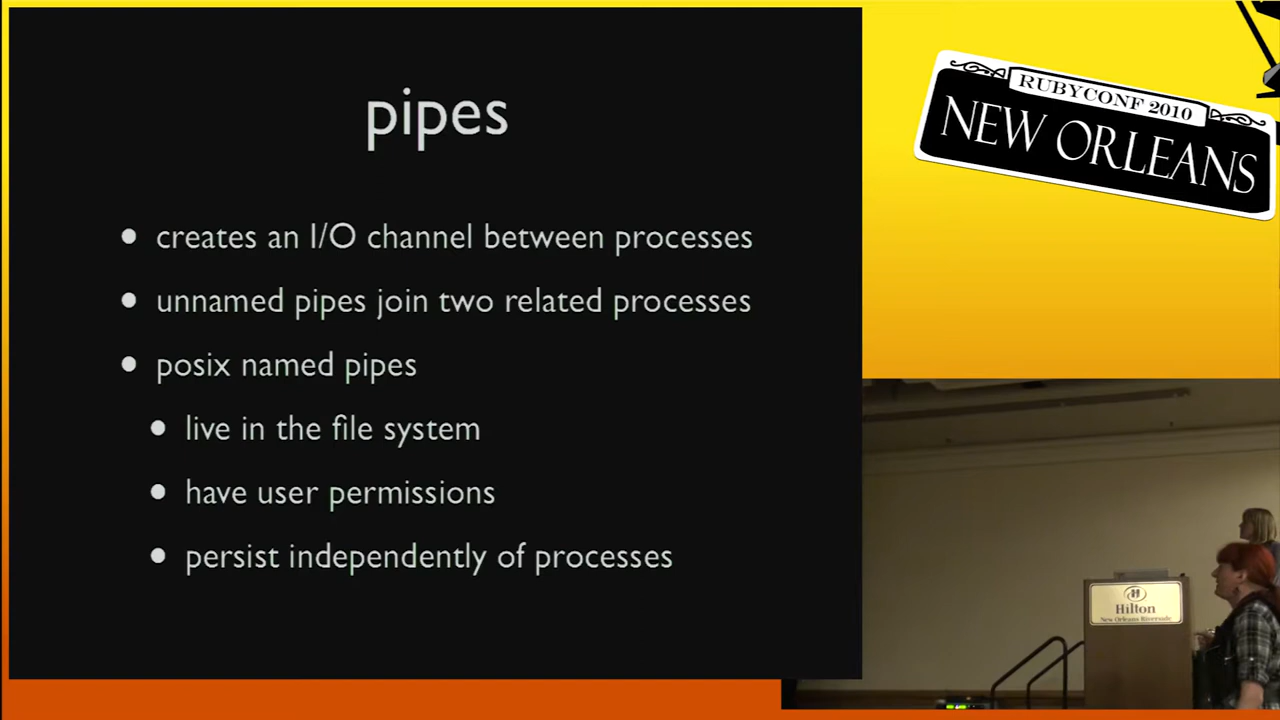 pipes
creates an I/O channel between processes
unnamed pipes join two related processes
posix named pipes
live in the file system
have user permissions
persist independently of processes
RUBYCONF 2010
NEW ORLEANS
Hilton
New Orleans Riverside